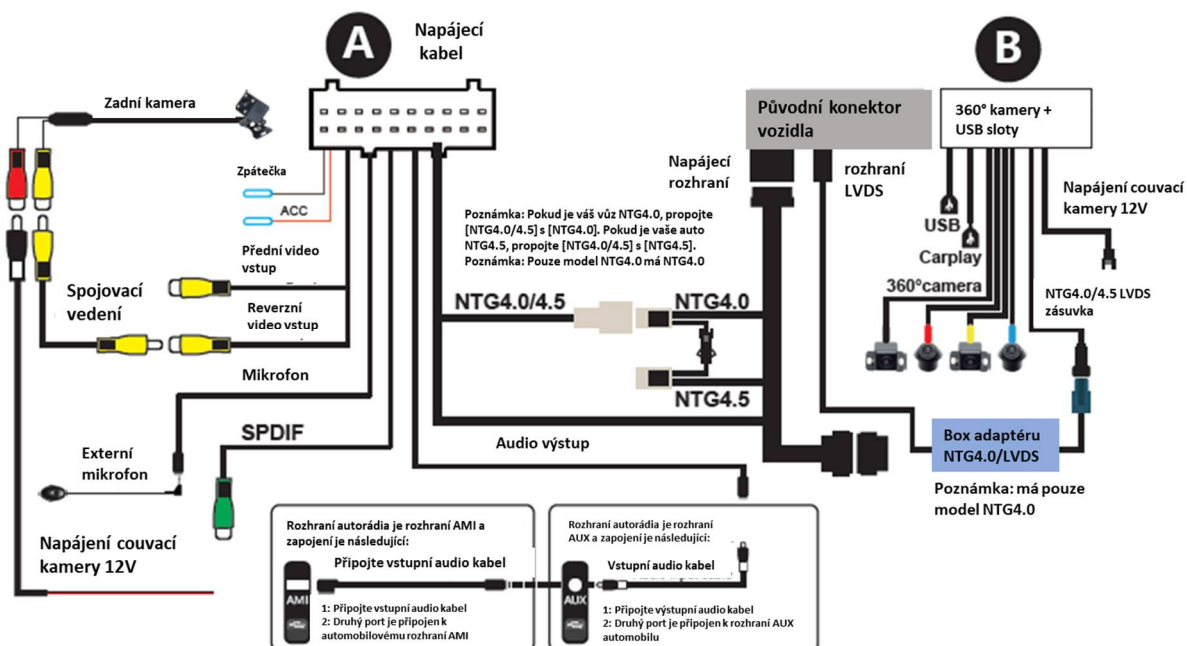 A
Napájecí
kabel
Zadní kamera
Zpátečka
ACC
Přední video
vstup
Spojovací
vedení
Reverzní
video vstup
Mikrofon
SPDIF
Externí
mikrofon
Napájení couvací
kamery 12V
Poznámka: Pokud je váš vůz NTG4.0, propojte
[NTG4.0/4.5] s [NTG4.0]. Pokud je vaše auto
NTG4.5, propojte [NTG4.0/4.5] s [NTG4.5].
Poznámka: Pouze model NTG4.0 má NTG4.0
NTG4.0/4.5
NTG4.0
NTG4.5
Audio výstup
Původní konektor
vozidla
Napájecí
rozhraní
rozhraní
LVDS
B
360° kamery +
USB sloty
USB
Carplay
360°camera
Napájení couvací
kamery 12V
NTG4.0/4.5 LVDS
zásuvka
Box adaptéru
NTG4.0/LVDS
Poznámka: má pouze
model NTG4.0
Rozhraní autorádia je rozhraní AMI a
zapojení je následující:
Připojte vstupní audio kabel
AMI
1: Připojte vstupní audio kabel
2: Druhý port je připojen k
automobilovému rozhraní AMI
Rozhraní autorádia je rozhraní
AUX a zapojení je následující:
Vstupní audio kabel
AUX
1: Připojte výstupní audio kabel
2: Druhý port je připojen k rozhraní AUX
automobilu